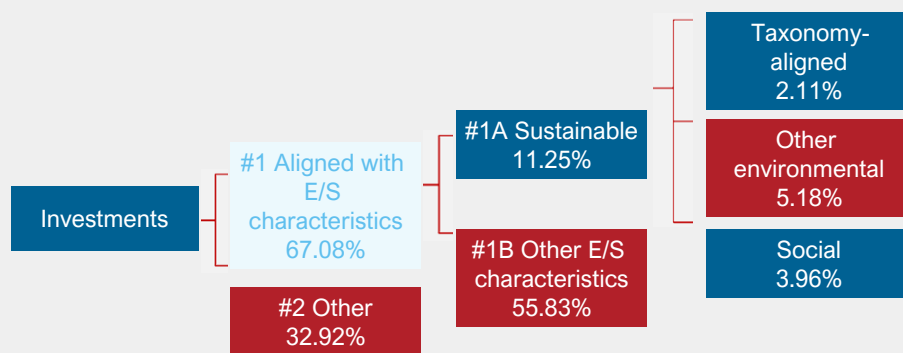 Investments
#1 Aligned with
E/S
characteristics
67.08%
#2 Other
32.92%
#1A Sustainable
11.25%
#1B Other E/S
characteristics
55.83%
Taxonomy-
aligned
2.11%
Other
environmental
5.18%
Social
3.96%